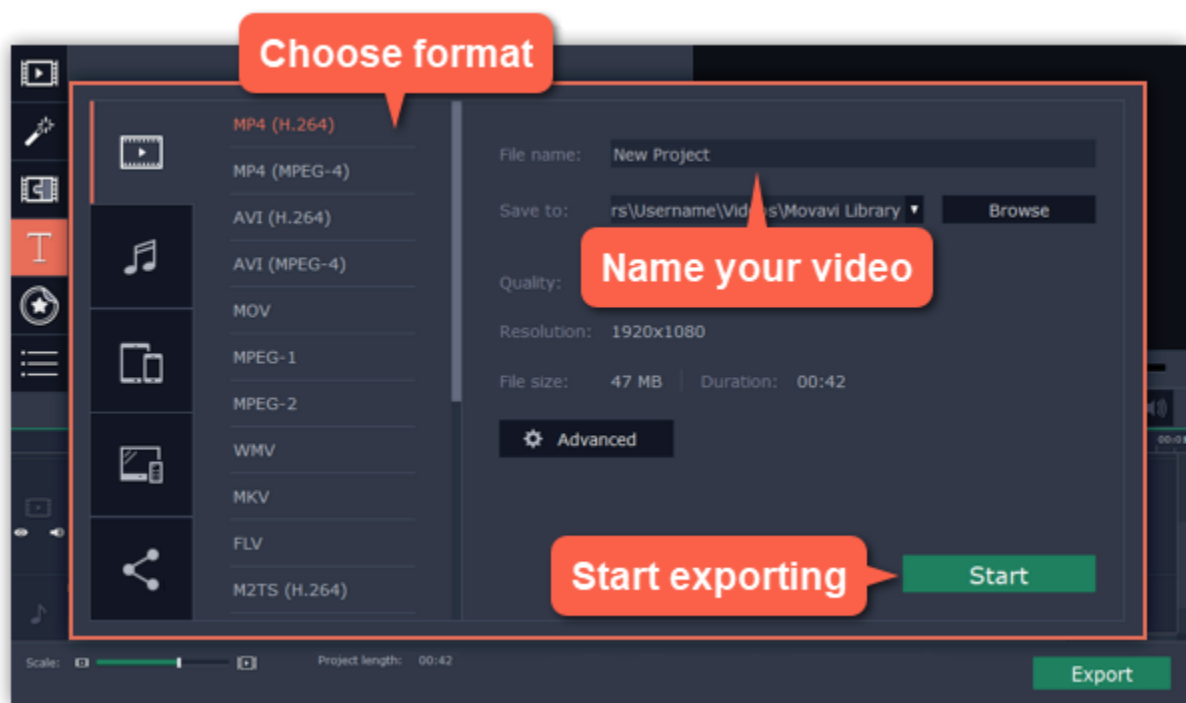 Choose format
MP4 (H.264)
MP4 (MPEG-4)
AVI (H.264)
AVI (MPEG-4)
MOV
MPEG-1
MPEG-2
WMV
MKV
FLV
M2TS (H.264)
File name: New Project
Save to: rs\Username\Videos\Movavi Library Browse
Name your video
Quality:
Resolution: 1920x1080
File size: 47 MB Duration: 00:42
Advanced
Start exporting
Start
T
Scale: Project length: 00:42
Export